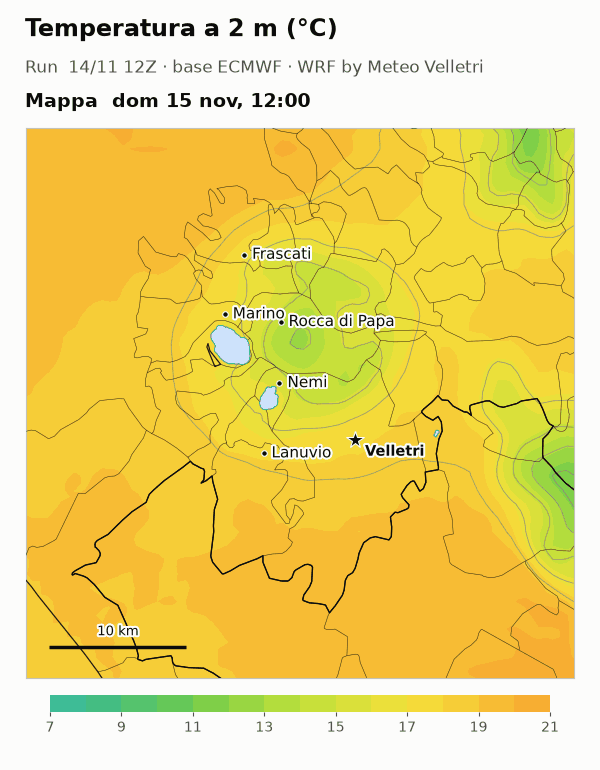 Temperatura a 2 m (°C)
Run  14/11 12Z · base ECMWF · WRF by Meteo Velletri
Mappa  dom 15 nov, 12:00
Frascati
Marino
Rocca di Papa
Nemi
Velletri
Lanuvio
10 km
7 9 11 13 15 17 19 21